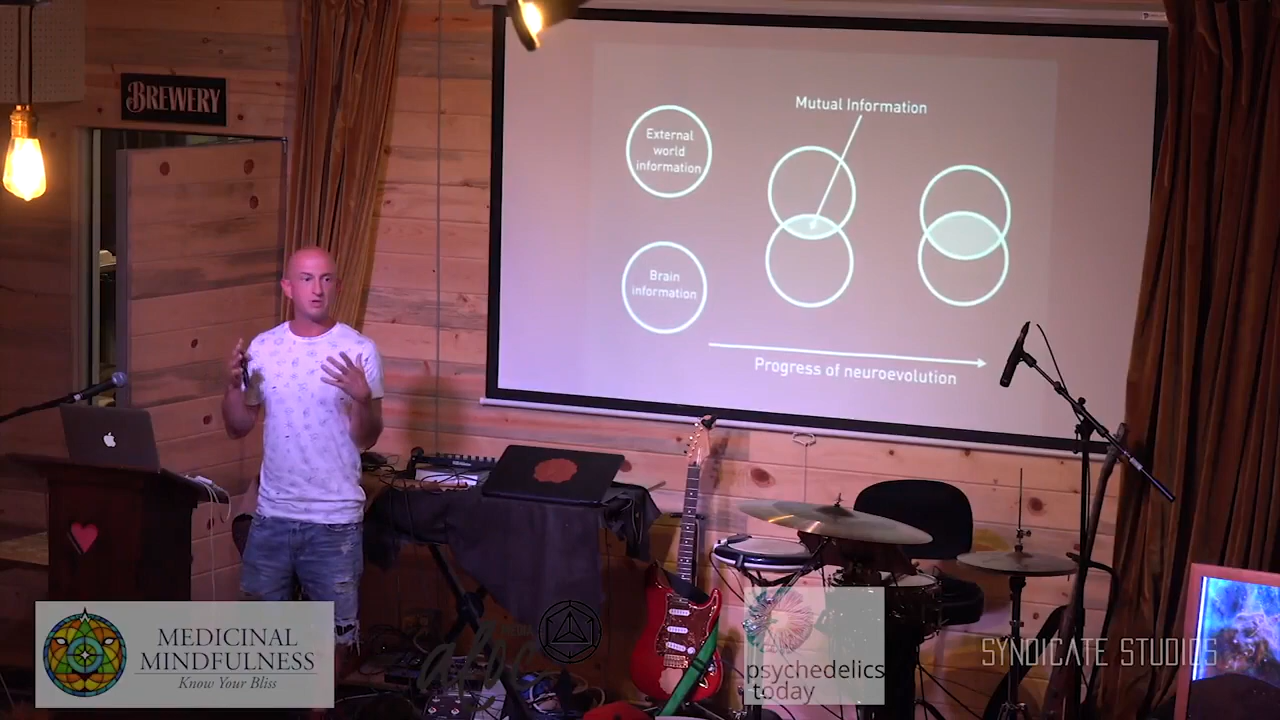 BREWERY
Mutual Information
External
world
information
Brain
information
Progress of neuroevolution
MEDICINAL
MINDFULNESS
Know Your Bliss
psychedelics
today
SYNDICATE STUDIOS